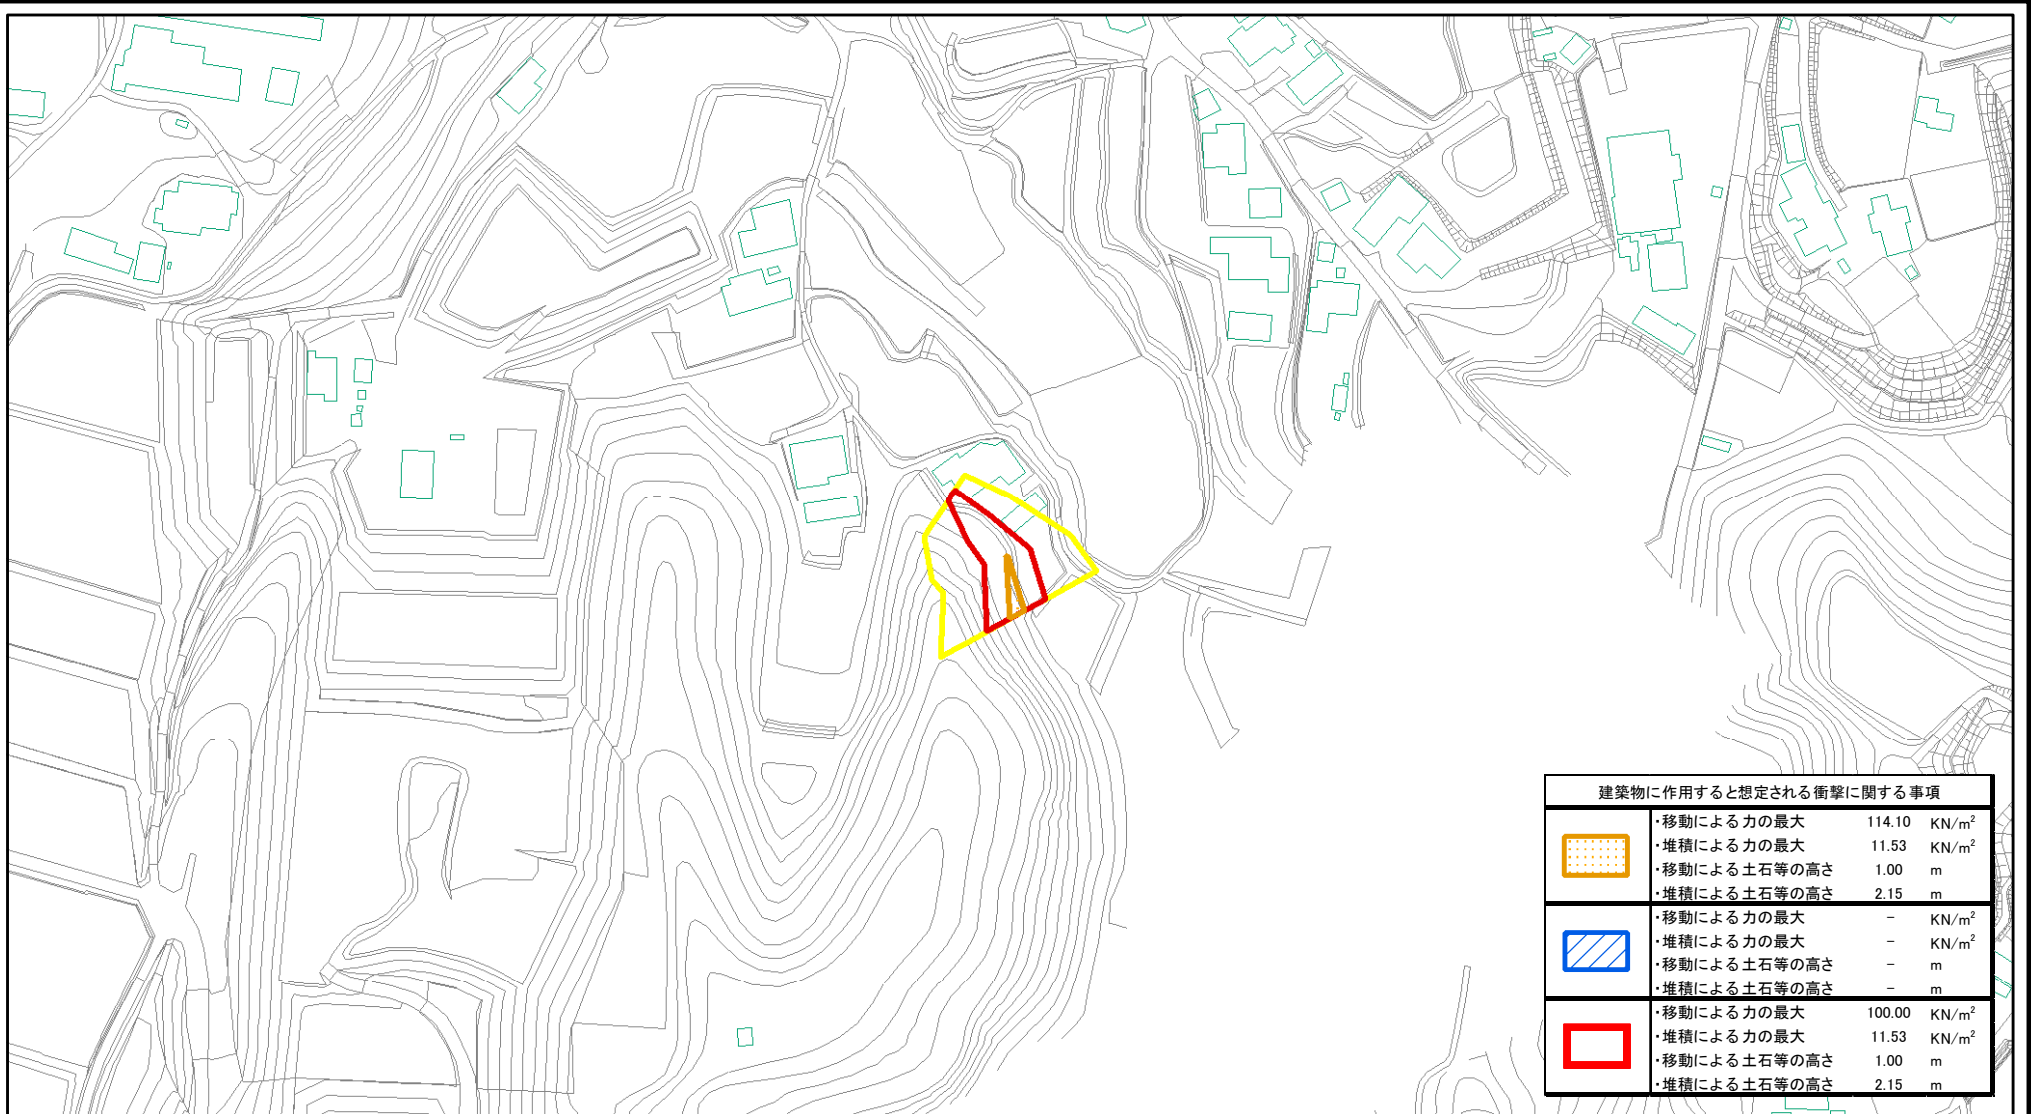 建築物に作用すると想定される衝撃に関する事項
・移動による力の最大 114.10 KN/m²
・堆積による力の最大 11.53 KN/m²
・移動による土石等の高さ 1.00 m
・堆積による土石等の高さ 2.15 m
・移動による力の最大 － KN/m²
・堆積による力の最大 － KN/m²
・移動による土石等の高さ － m
・堆積による土石等の高さ － m
・移動による力の最大 100.00 KN/m²
・堆積による力の最大 11.53 KN/m²
・移動による土石等の高さ 1.00 m
・堆積による土石等の高さ 2.15 m